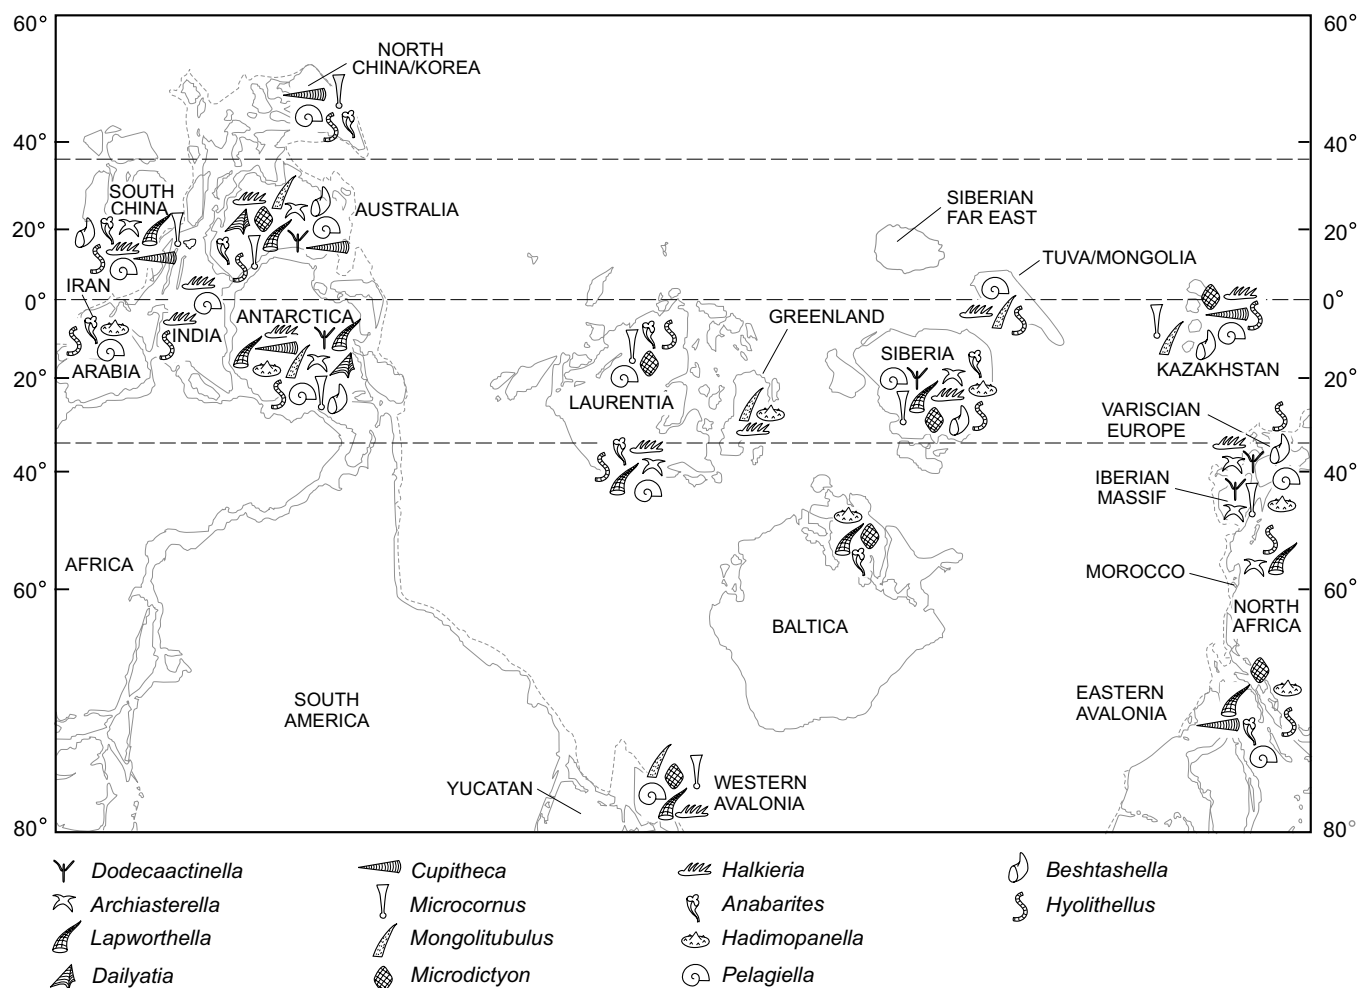 60°
60°
NORTH
CHINA/KOREA
40°
40°
SOUTH
CHINA
AUSTRALIA
SIBERIAN
FAR EAST
20°
20°
TUVA/MONGOLIA
IRAN
0°
0°
INDIA
ANTARCTICA
GREENLAND
ARABIA
SIBERIA
KAZAKHSTAN
20°
20°
LAURENTIA
VARISCIAN
EUROPE
40°
40°
IBERIAN
MASSIF
AFRICA
MOROCCO
60°
60°
NORTH
AFRICA
BALTICA
SOUTH
AMERICA
EASTERN
AVALONIA
YUCATAN
WESTERN
AVALONIA
80°
80°
Dodecaactinella
Cupitheca
Halkieria
Beshtashella
Archiasterella
Microcornus
Anabarites
Hyolithellus
Lapworthella
Mongolitubulus
Hadimopanella
Dailyatia
Microdictyon
Pelagiella